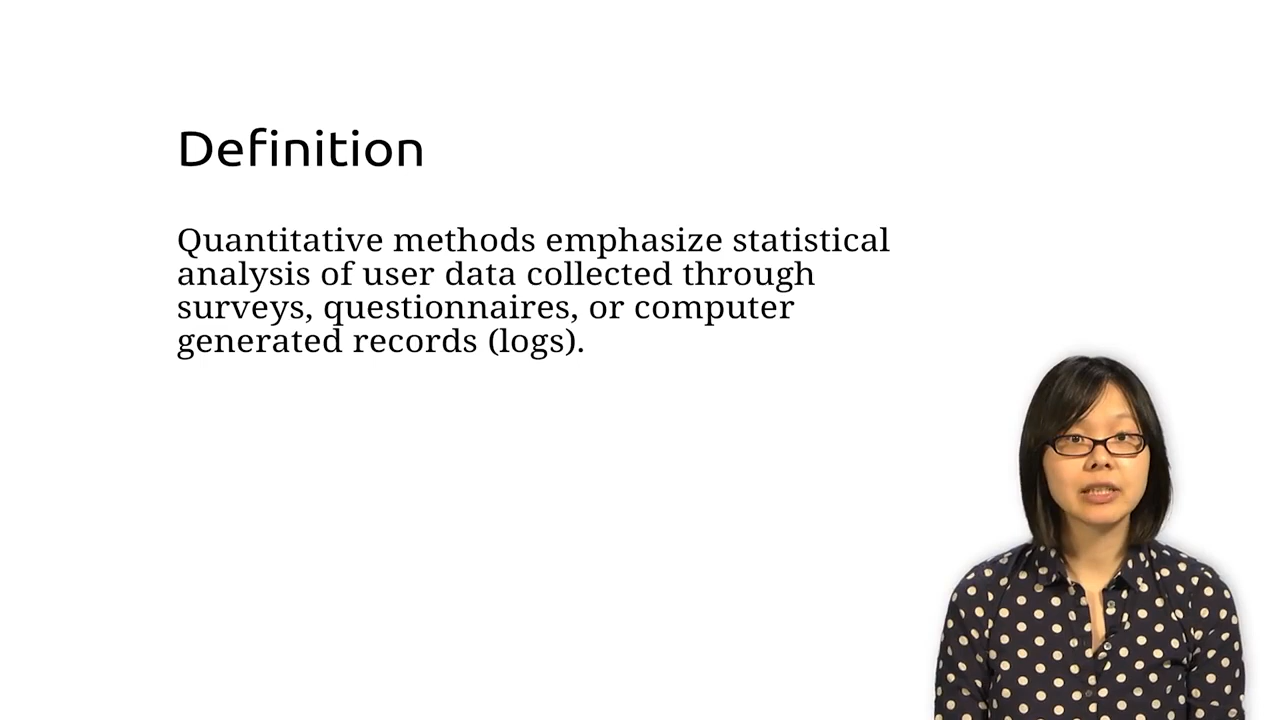 Definition
Quantitative methods emphasize statistical
analysis of user data collected through
surveys, questionnaires, or computer
generated records (logs).